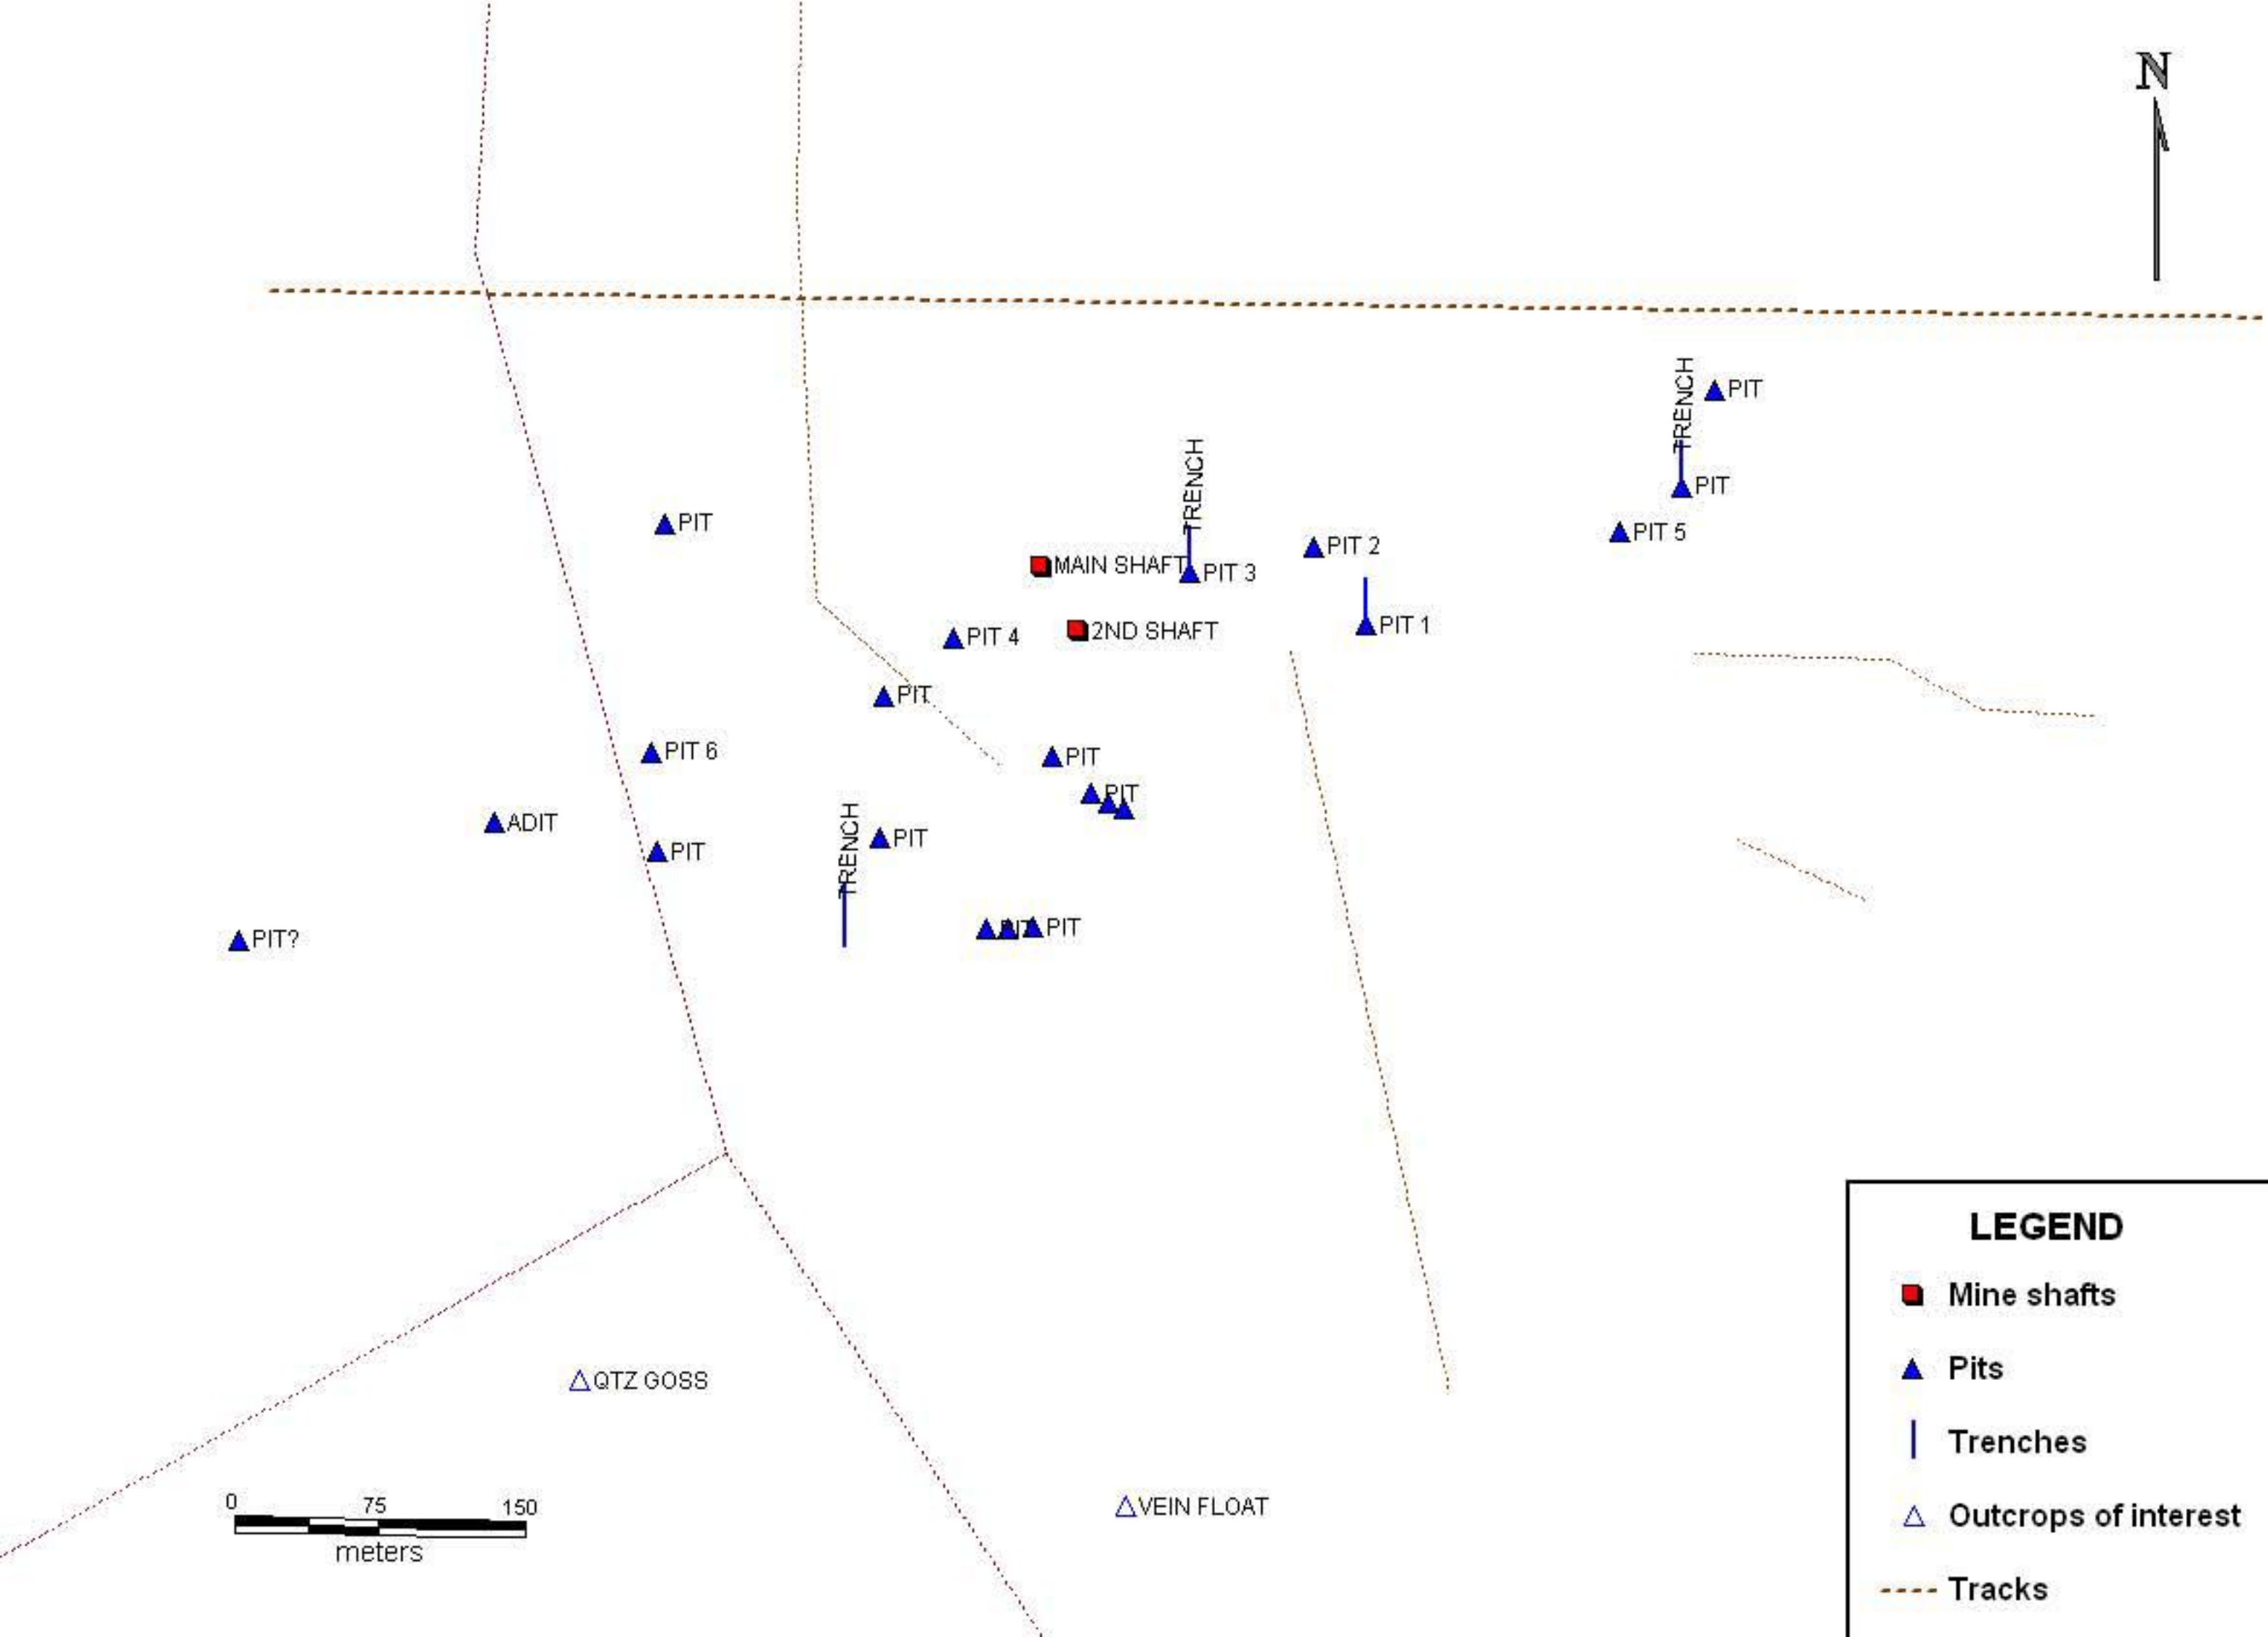 N
TRENCH
PIT
TRENCH
PIT
PIT
PIT 5
PIT 2
MAIN SHAFT
PIT 3
PIT 1
2ND SHAFT
PIT 4
PIT
PIT 6
PIT
PIT
ADIT
TRENCH
PIT
PIT
PIT
PIT
PIT?
LEGEND
Mine shafts
Pits
Trenches
Outcrops of interest
Tracks
QTZ GOSS
VEIN FLOAT
0 75 150
meters